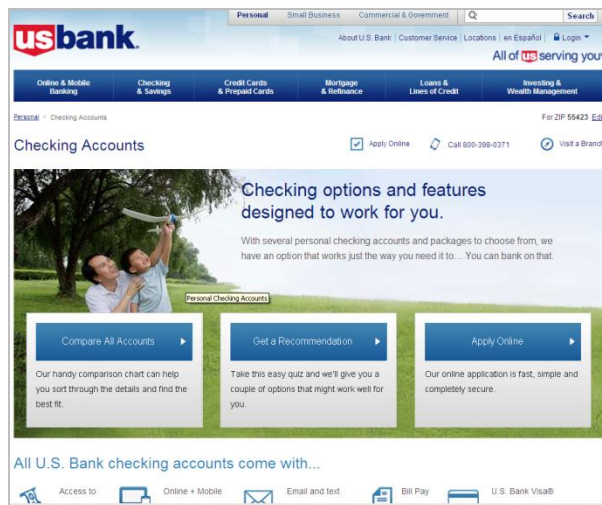 Personal Small Business Commercial & Government Search
usbank.
About U.S. Bank | Customer Service | Locations | en Español | Login
All of us serving you
Online & Mobile Banking
Checking & Savings
Credit Cards & Prepaid Cards
Mortgage & Refinance
Loans & Lines of Credit
Investing & Wealth Management
Personal > Checking Accounts For ZIP 55423 Edi
Checking Accounts Apply Online Call 800-398-0371 Visit a Branch
Checking options and features
designed to work for you.
With several personal checking accounts and packages to choose from, we
have an option that works just the way you need it to... You can bank on that.
Personal Checking Accounts
Compare All Accounts
Our handy comparison chart can help
you sort through the details and find the
best fit.
Get a Recommendation
Take this easy quiz and we'll give you a
couple of options that might work well for
you.
Apply Online
Our online application is fast, simple and
completely secure.
All U.S. Bank checking accounts come with...
Access to Online + Mobile Email and text Bill Pay U.S. Bank Visa®